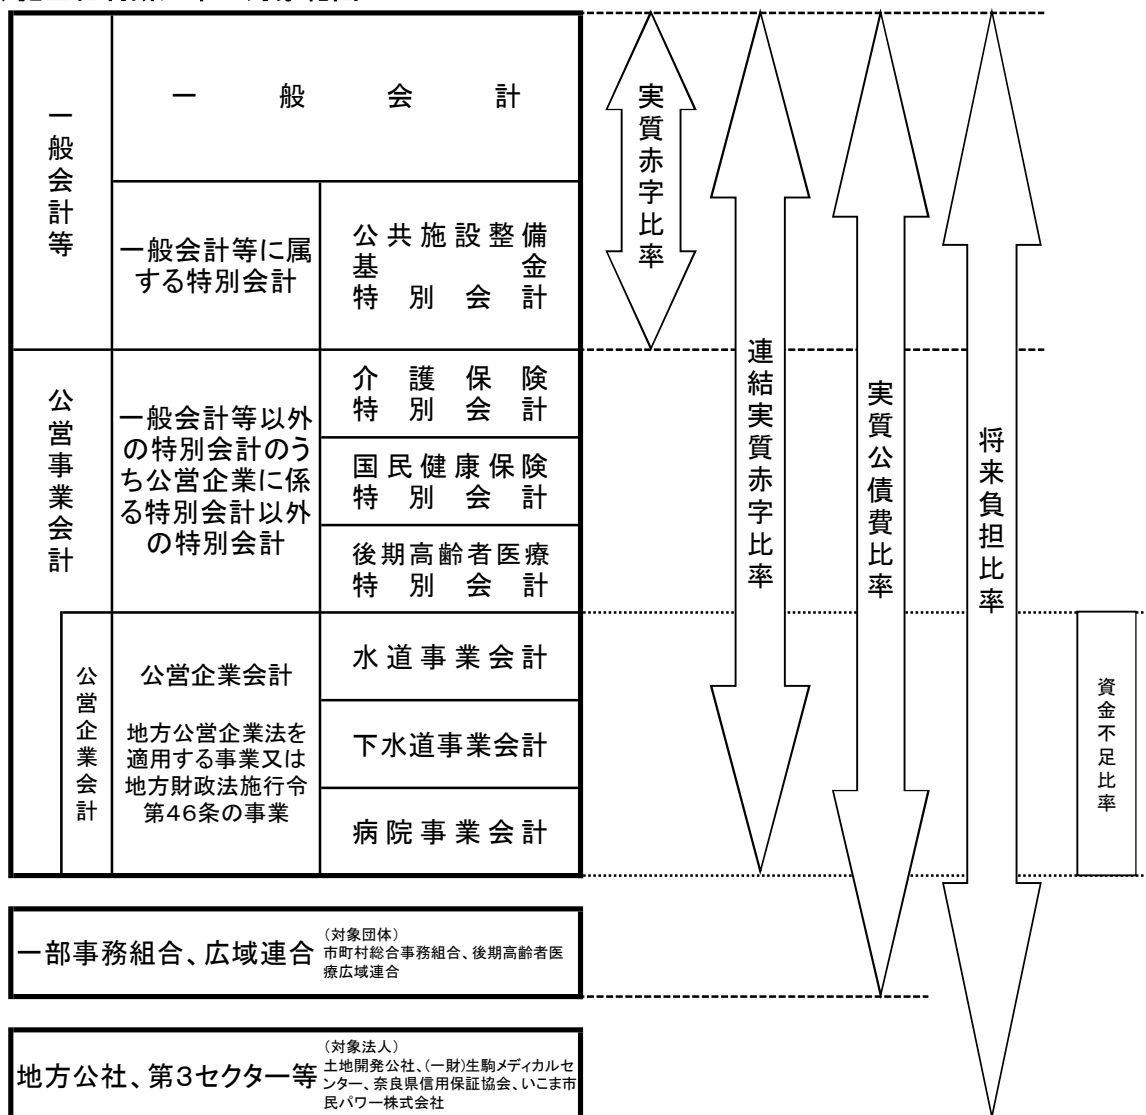 一般会計等
一般会計
一般会計等に属
する特別会計
公共施設整備
基金
特別会計
公営事業会計
一般会計等以外
の特別会計のう
ち公営企業に係
る特別会計以外
の特別会計
介護保険
特別会計
国民健康保険
特別会計
後期高齢者医療
特別会計
公営企業会計
公営企業会計
地方公営企業法を
適用する事業又は
地方財政法施行令
第46条の事業
水道事業会計
下水道事業会計
病院事業会計
実質赤字比率
連結実質赤字比率
実質公債費比率
将来負担比率
資金不足比率
一部事務組合、広域連合
(対象団体)
市町村総合事務組合、後期高齢者医
療広域連合
地方公社、第3セクター等
(対象法人)
土地開発公社、(一財)生駒メディカルセ
ンター、奈良県信用保証協会、いこま市
民パワー株式会社